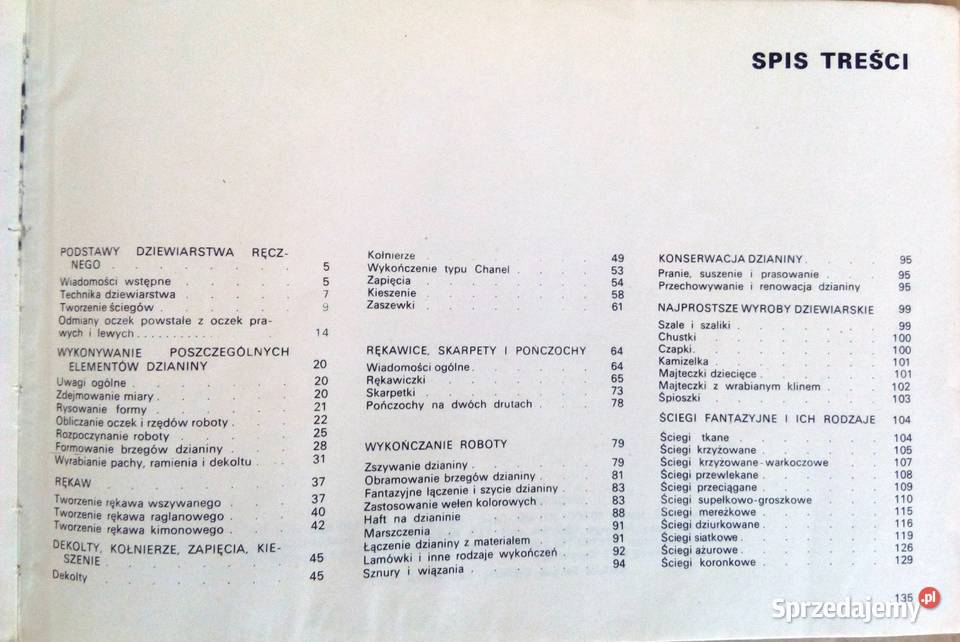 SPIS TREŚCI
PODSTAWY DZIEWIARSTWA RĘCZ-
NEGO . . . . . . . . . . 5
Wiadomości wstępne . . . . . . . 5
Technika dziewiarstwa . . . . . . . 7
Tworzenie ściegów . . . . . . . . 9
Odmiany oczek powstałe z oczek pra-
wych i lewych . . . . . . . . . 14
WYKONYWANIE POSZCZEGÓLNYCH
ELEMENTÓW DZIANINY 20
Uwagi ogólne . . . . . . . . . 20
Zdejmowanie miary . . . . . . . . 20
Rysowanie formy . . . . . . . . 21
Obliczanie oczek i rzędów roboty . . . 22
Rozpoczynanie roboty . . . . . . . 25
Formowanie brzegów dzianiny . . . . 28
Wyrabianie pachy, ramienia i dekoltu . . 31
RĘKAW . . . . . . . . . . 37
Tworzenie rękawa wszywanego . . . . 37
Tworzenie rękawa raglanowego . . . . 40
Tworzenie rękawa kimonowego . . . . 42
DEKOLTY, KOŁNIERZE, ZAPIĘCIA, KIE-
SZENIE . . . . . . . . . . 45
Dekolty . . . . . . . . . . 45
Kołnierze . . . . . . . . . . 49
Wykończenie typu Chanel . . . . . 53
Zapięcia . . . . . . . . . . 54
Kieszenie . . . . . . . . . . 58
Zaszewki . . . . . . . . . . 61
RĘKAWICE, SKARPETY I POŃCZOCHY 64
Wiadomości ogólne . . . . . . . 64
Rękawiczki . . . . . . . . . 65
Skarpetki . . . . . . . . . . 73
Pończochy na dwóch drutach . . . . 78
WYKOŃCZANIE ROBOTY 79
Zszywanie dzianiny . . . . . . . 79
Obramowanie brzegów dzianiny . . . . 81
Fantazyjne łączenie i szycie dzianiny . . 83
Zastosowanie wełen kolorowych . . . . 83
Haft na dzianinie . . . . . . . . 88
Marszczenia . . . . . . . . . 91
Łączenie dzianiny z materiałem . . . . 91
Lamówki i inne rodzaje wykończeń . . . 92
Sznury i wiązania . . . . . . . . 94
KONSERWACJA DZIANINY . . . . . 95
Pranie, suszenie i prasowanie . . . . 95
Przechowywanie i renowacja dzianiny 95
NAJPROSTSZE WYROBY DZIEWIARSKIE 99
Szale i szaliki . . . . . . . . . 99
Chustki . . . . . . . . . . 100
Czapki . . . . . . . . . . 100
Kamizelka . . . . . . . . . 101
Majteczki dziecięce . . . . . . . 101
Majteczki z wrabianym klinem . . . . 102
Śpioszki . . . . . . . . . . 103
ŚCIEGI FANTAZYJNE I ICH RODZAJE 104
Ściegi tkane . . . . . . . . . 104
Ściegi krzyżowane . . . . . . . . 105
Ściegi krzyżowane-warkoczowe . . . 107
Ściegi przewlekane . . . . . . . 108
Ściegi przeciągane . . . . . . . 109
Ściegi supełkowo-groszkowe . . . . 110
Ściegi mereżkowe . . . . . . . . 115
Ściegi dziurkowane . . . . . . . 116
Ściegi siatkowe . . . . . . . . 119
Ściegi ażurowe . . . . . . . . 126
Ściegi koronkowe . . . . . . . . 129
135
Sprzedajemy.pl